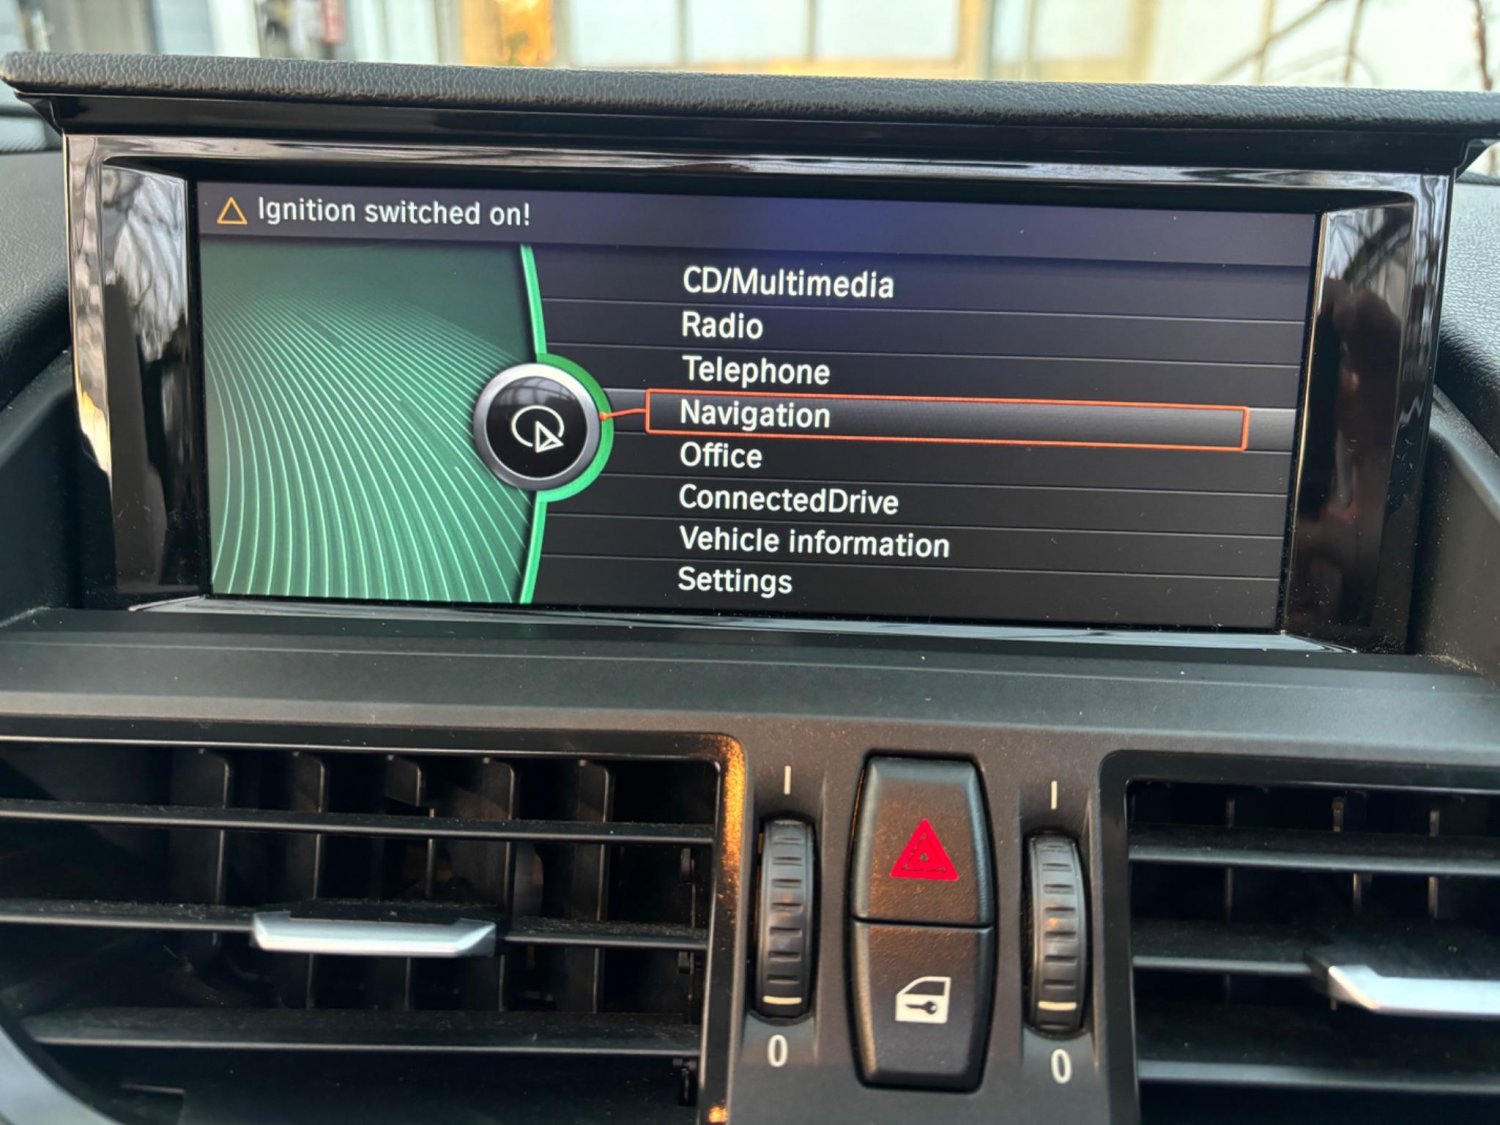 Ignition switched on!
CD/Multimedia
Radio
Telephone
Navigation
Office
ConnectedDrive
Vehicle information
Settings
I
I
0
0